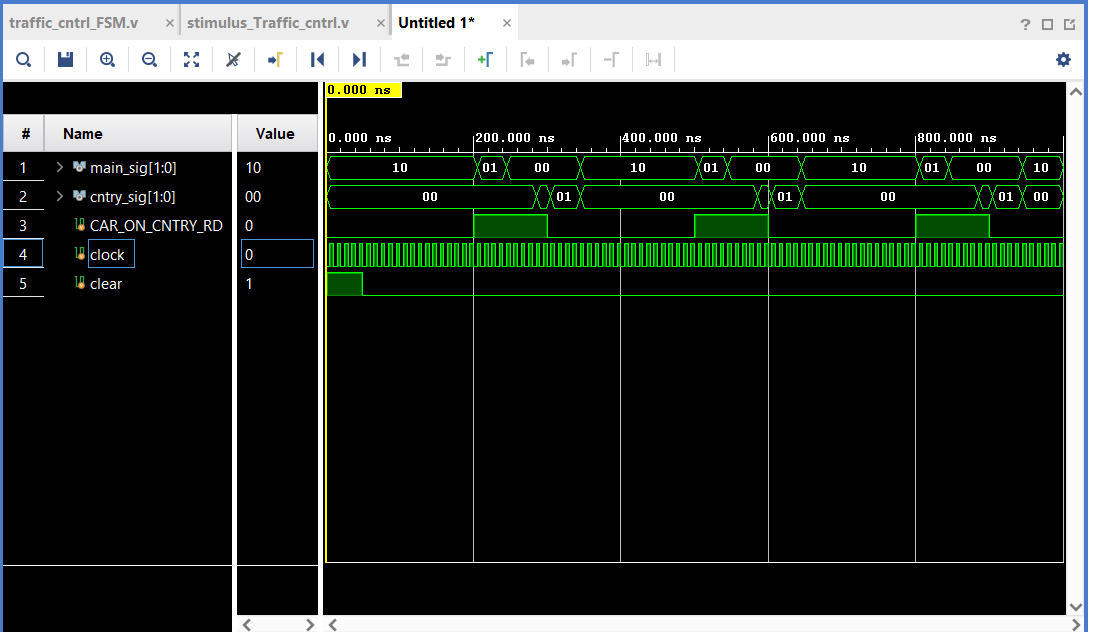 traffic_cntrl_FSM.v × stimulus_Traffic_cntrl.v × Untitled 1* × ?
0.000 ns
# Name Value 0.000 ns 200.000 ns 400.000 ns 600.000 ns 800.000 ns
1 main_sig[1:0] 10 10 01 00 10 01 00 10 01 00 10
2 cntry_sig[1:0] 00 00 01 00 01 00 01 00
3 CAR_ON_CNTRY_RD 0
4 clock 0
5 clear 1